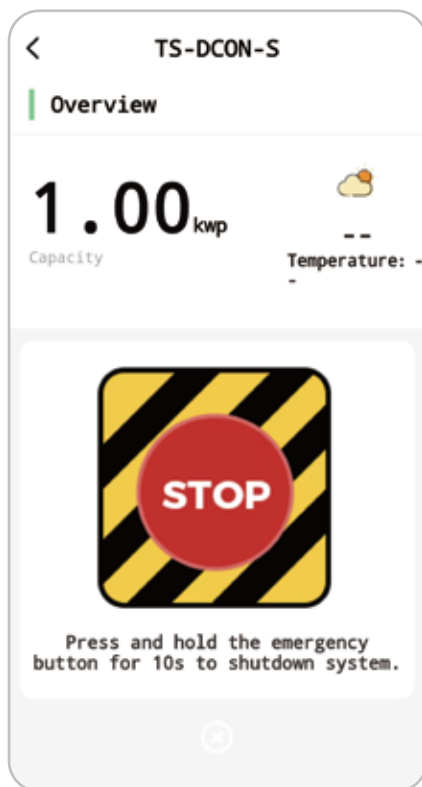 TS-DCON-S
Overview
1.00kwp
--
Capacity
Temperature: -
-
STOP
Press and hold the emergency
button for 10s to shutdown system.